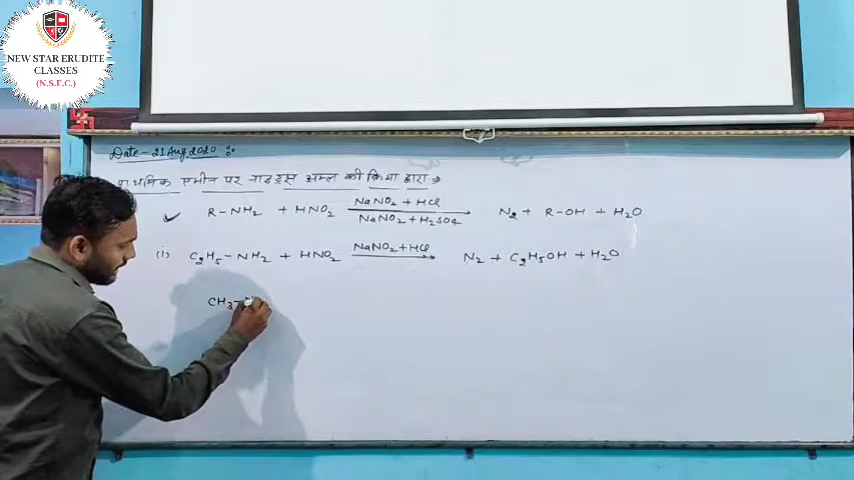 NEW STAR ERUDITE
CLASSES
(N.S.E.C.)
Date - 21 Aug. 2020 :
प्राथमिक एमीन पर नाइट्रस अम्ल की क्रिया द्वारा
R-NH₂ + HNO₂ NaNO₂ + HCl / NaNO₂ + H₂SO₄ → N₂ + R-OH + H₂O
(1) C₂H₅-NH₂ + HNO₂ NaNO₂+HCl → N₂ + C₂H₅OH + H₂O
CH₃-